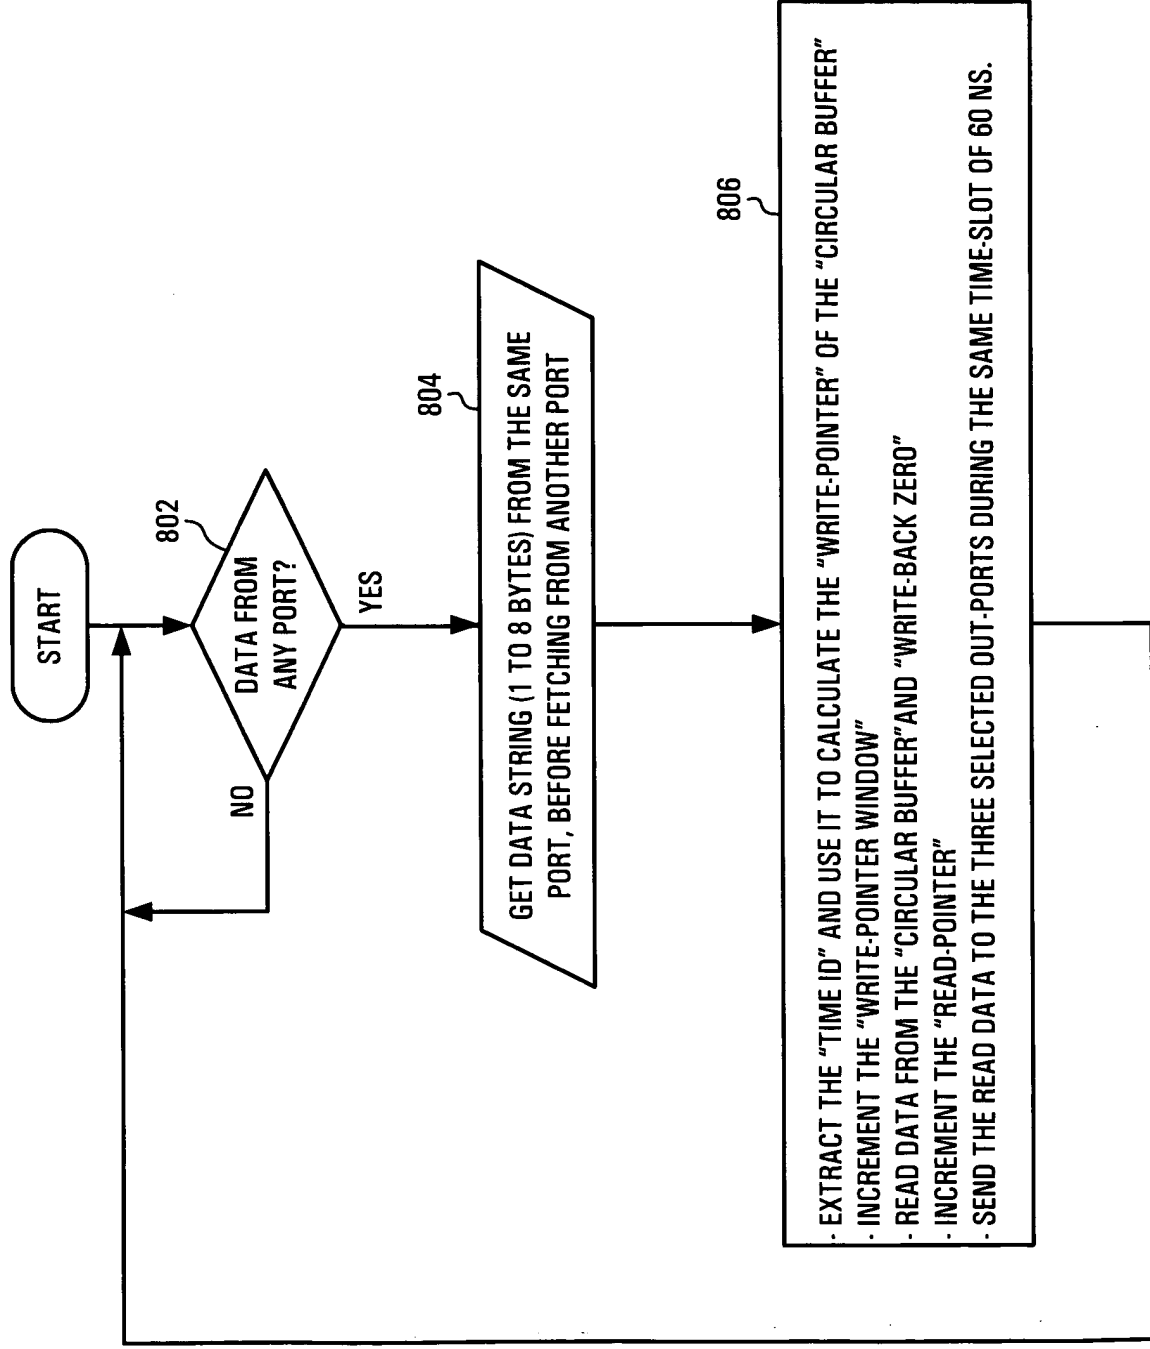 START
802
DATA FROM
ANY PORT?
NO
YES
804
GET DATA STRING (1 TO 8 BYTES) FROM THE SAME
PORT, BEFORE FETCHING FROM ANOTHER PORT
806
· EXTRACT THE "TIME ID" AND USE IT TO CALCULATE THE "WRITE-POINTER" OF THE "CIRCULAR BUFFER"
· INCREMENT THE "WRITE-POINTER WINDOW"
· READ DATA FROM THE "CIRCULAR BUFFER"AND "WRITE-BACK ZERO"
· INCREMENT THE "READ-POINTER"
· SEND THE READ DATA TO THE THREE SELECTED OUT-PORTS DURING THE SAME TIME-SLOT OF 60 NS.